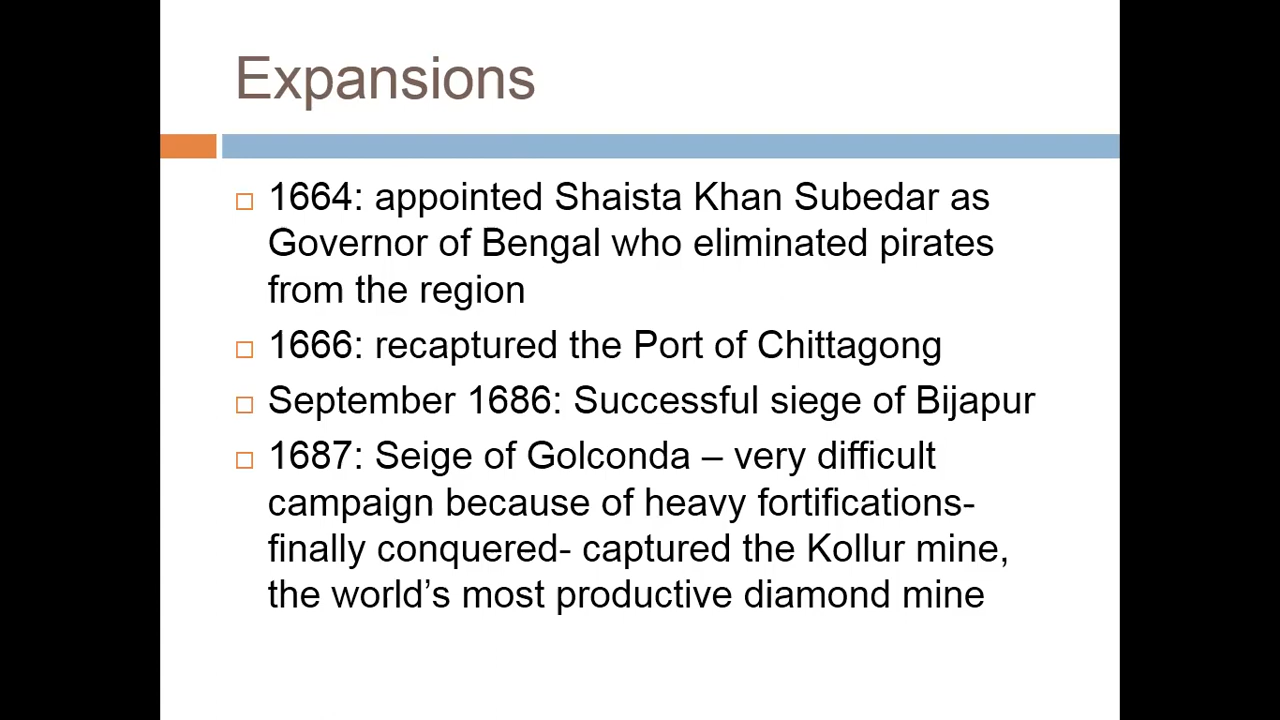 Expansions
1664: appointed Shaista Khan Subedar as
Governor of Bengal who eliminated pirates
from the region
1666: recaptured the Port of Chittagong
September 1686: Successful siege of Bijapur
1687: Seige of Golconda – very difficult
campaign because of heavy fortifications-
finally conquered- captured the Kollur mine,
the world’s most productive diamond mine